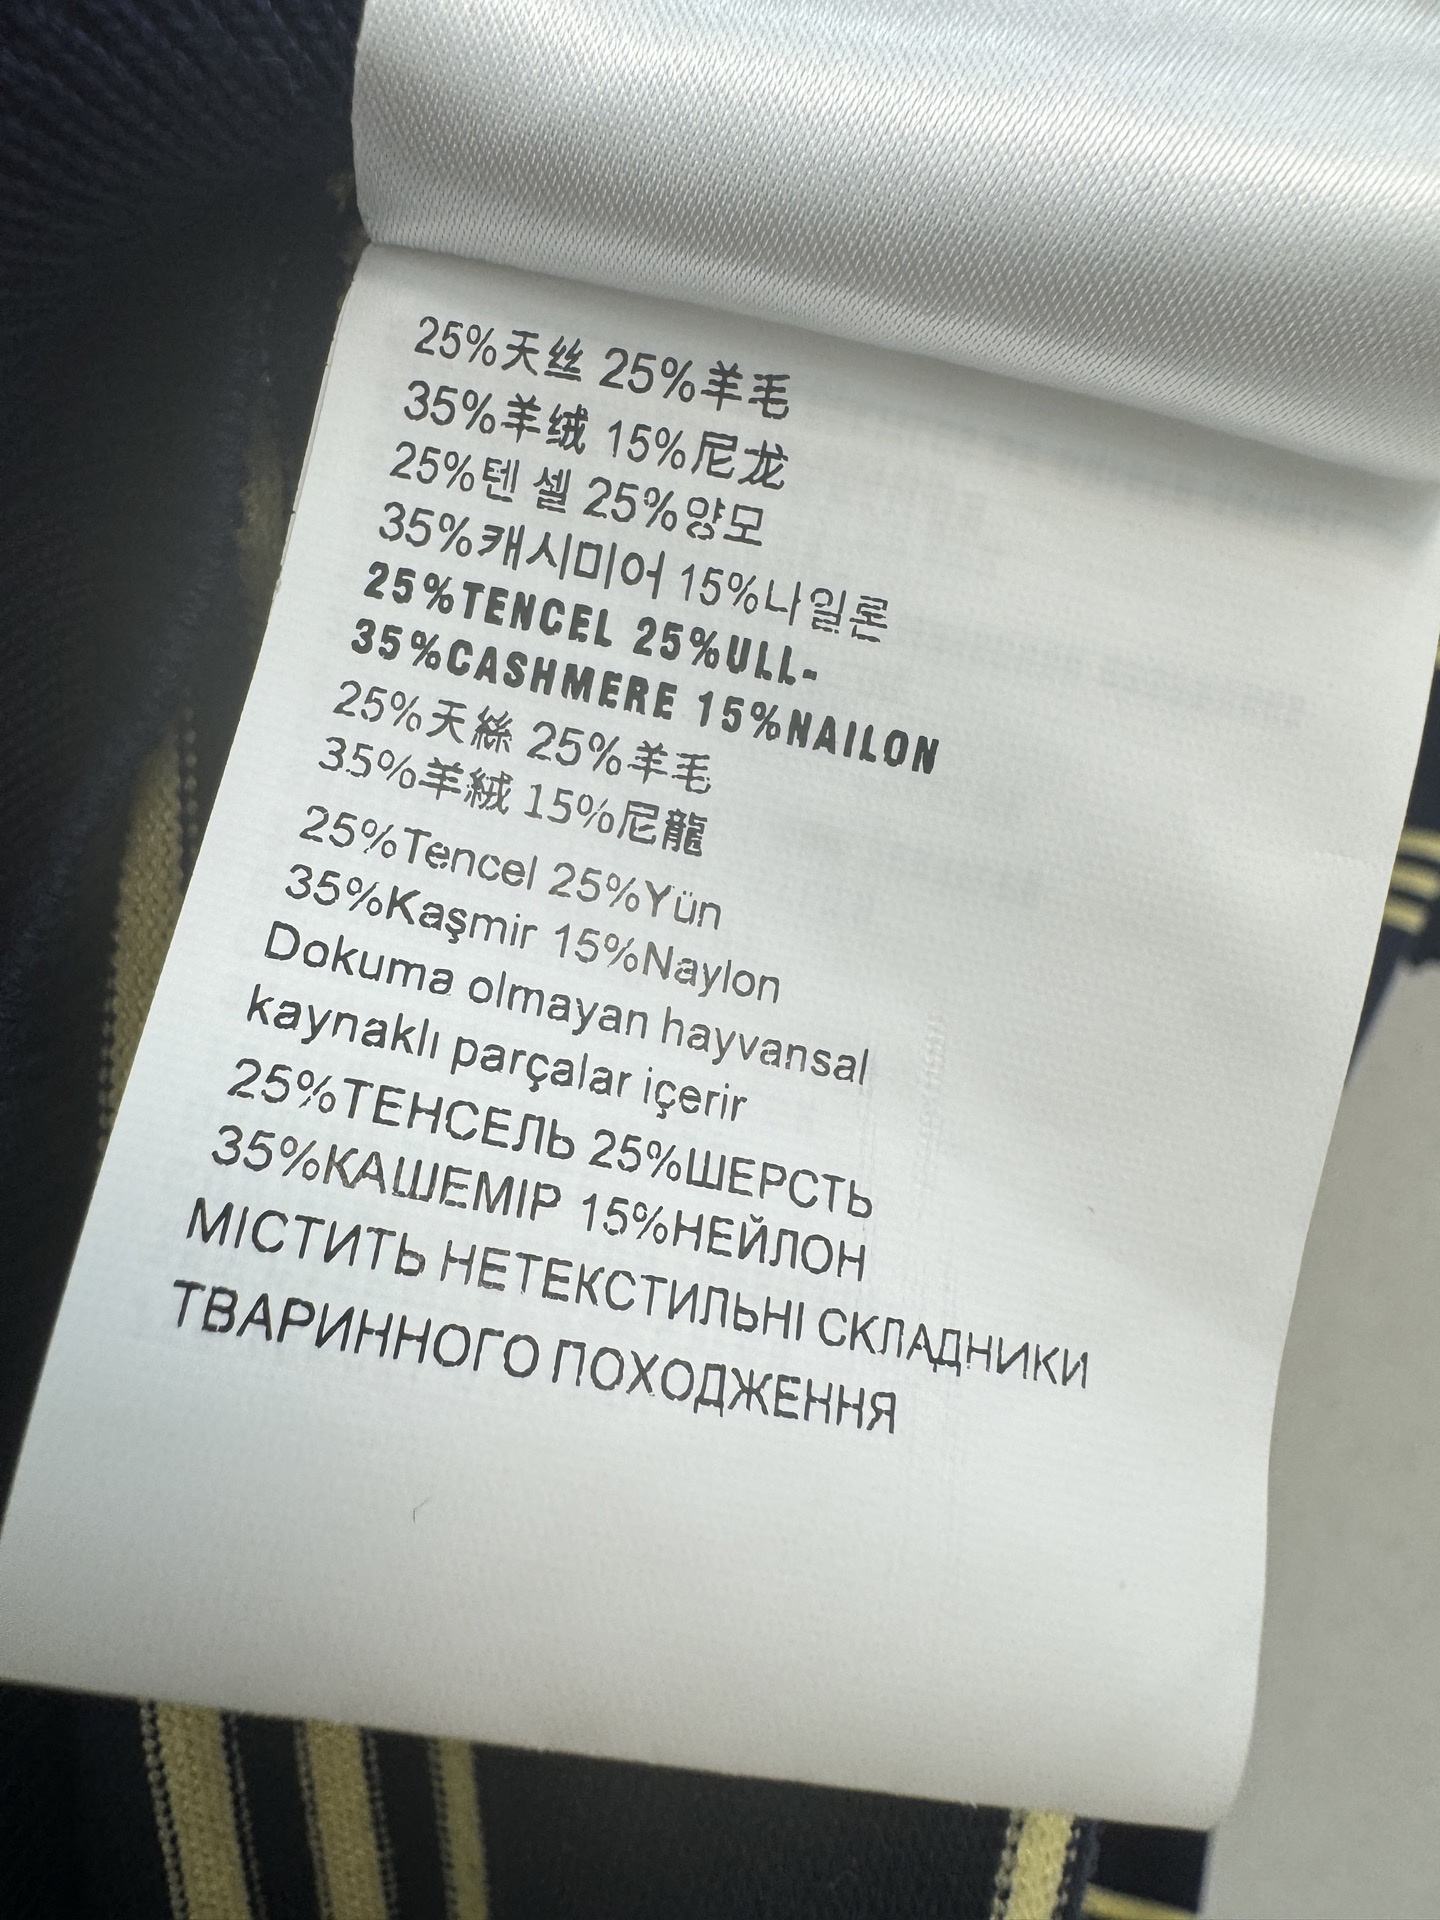 25%天丝 25%羊毛
35%羊绒 15%尼龙
25%텐 셀 25%양모
35%캐시미어 15%나일론
25%TENCEL 25%ULL-
35%CASHMERE 15%NAILON
25%天絲 25%羊毛
35%羊絨 15%尼龍
25%Tencel 25%Yün
35%Kaşmir 15%Naylon
Dokuma olmayan hayvansal
kaynaklı parçalar içerir
25%ТЕНСЕЛЬ 25%ШЕРСТЬ
35%КАШЕМІР 15%НЕЙЛОН
МІСТИТЬ НЕТЕКСТИЛЬНІ СКЛАДНИКИ
ТВАРИННОГО ПОХОДЖЕННЯ